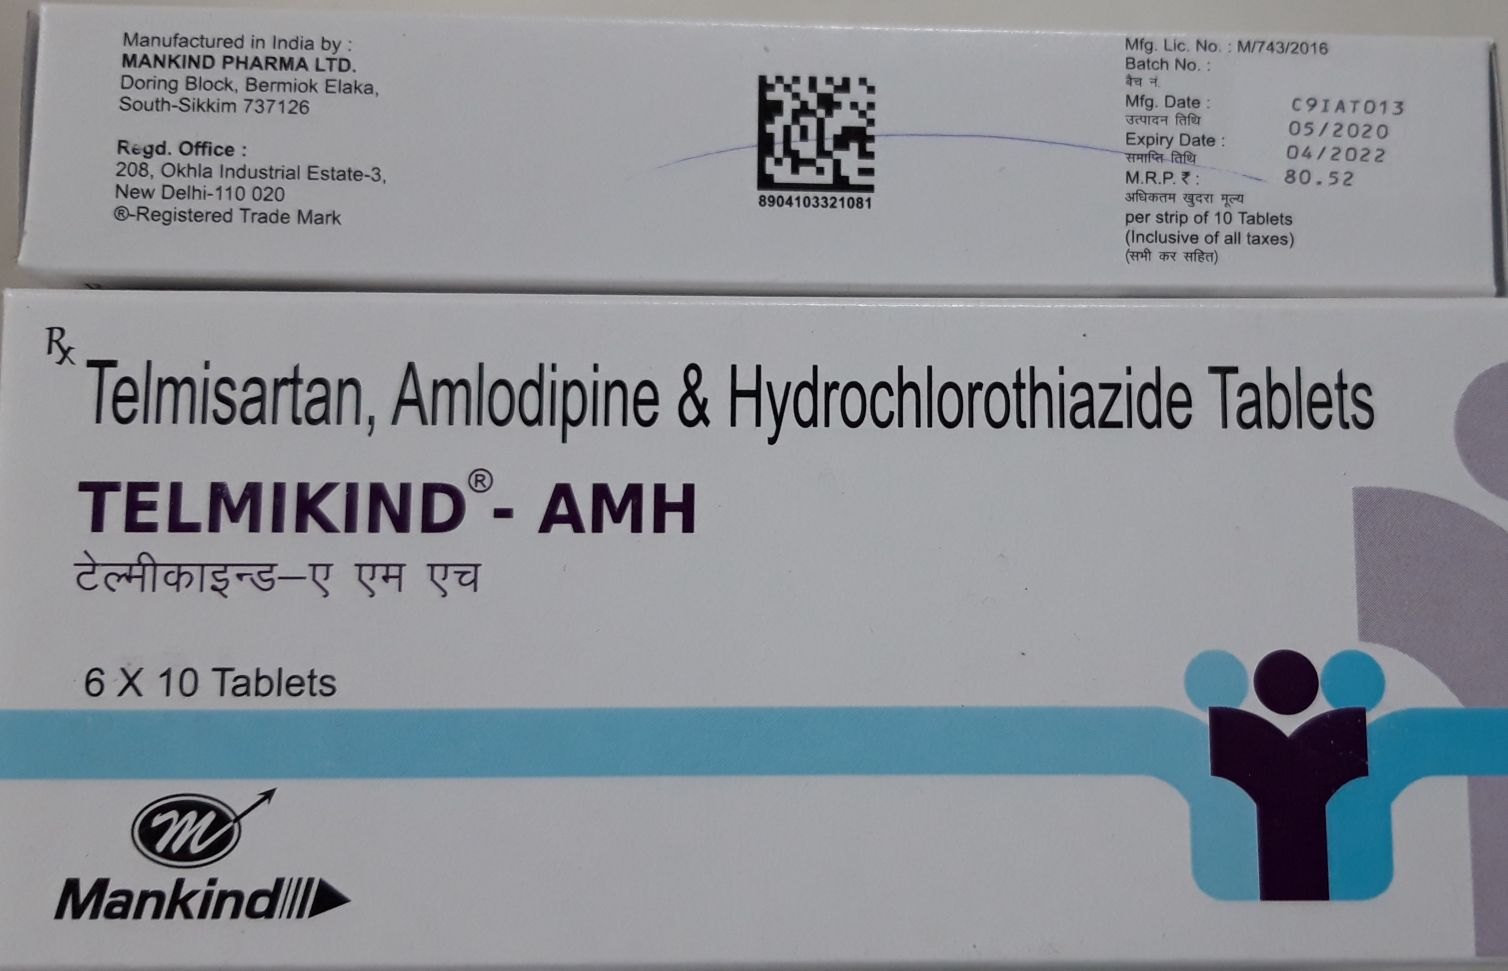 Manufactured in India by :
MANKIND PHARMA LTD.
Doring Block, Bermiok Elaka,
South-Sikkim 737126
Regd. Office :
208, Okhla Industrial Estate-3,
New Delhi-110 020
®-Registered Trade Mark
8904103321081
Mfg. Lic. No. : M/743/2016
Batch No. :
बैच नं.
Mfg. Date : C9IAT013
उत्पादन तिथि 05/2020
Expiry Date :
समाप्ति तिथि 04/2022
M.R.P. ₹ : 80.52
अधिकतम खुदरा मूल्य
per strip of 10 Tablets
(Inclusive of all taxes)
(सभी कर सहित)
Rx
Telmisartan, Amlodipine & Hydrochlorothiazide Tablets
TELMIKIND®- AMH
टेल्मीकाइन्ड–ए एम एच
6 X 10 Tablets
m
Mankind